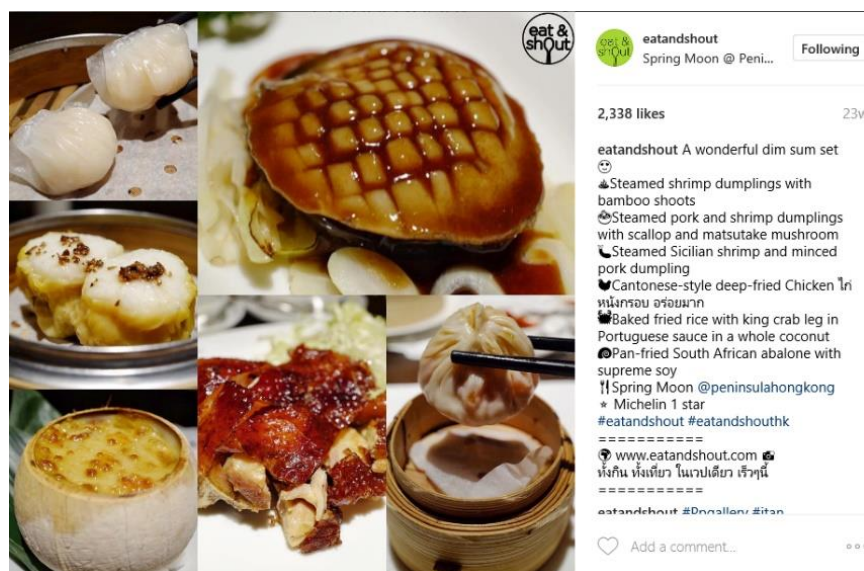 eat &
shout
eat &
shout
eatandshout
Spring Moon @ Peni...
Following
2,338 likes
23w
eatandshout A wonderful dim sum set
Steamed shrimp dumplings with
bamboo shoots
Steamed pork and shrimp dumplings
with scallop and matsutake mushroom
Steamed Sicilian shrimp and minced
pork dumpling
Cantonese-style deep-fried Chicken ไก่
หนังกรอบ อร่อยมาก
Baked fried rice with king crab leg in
Portuguese sauce in a whole coconut
Pan-fried South African abalone with
supreme soy
Spring Moon @peninsulahongkong
Michelin 1 star
#eatandshout #eatandshouthk
===========
www.eatandshout.com
ทั้งกิน ทั้งเที่ยว ในเวปเดียว เร็วๆนี้
===========
eatandshout
Add a comment...